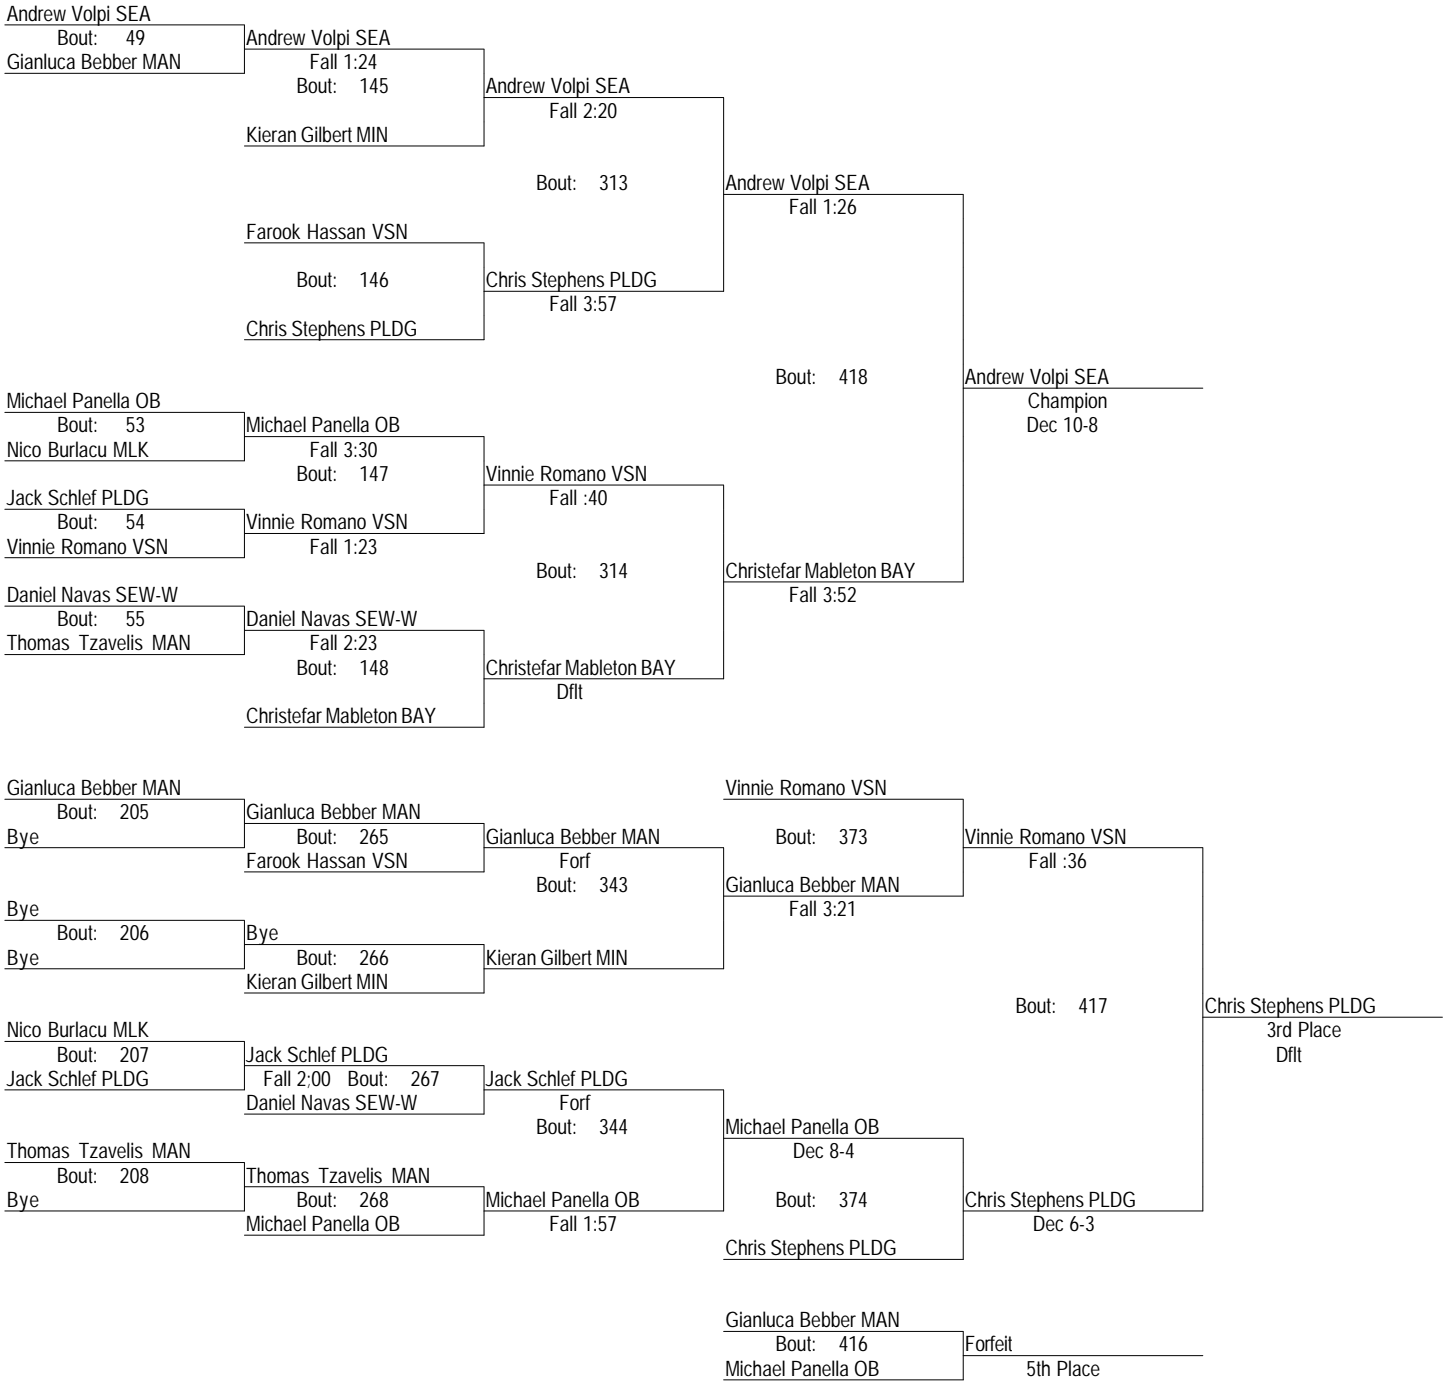 Andrew Volpi SEA
Bout: 49 Andrew Volpi SEA
Gianluca Bebber MAN Fall 1:24
Bout: 145 Andrew Volpi SEA
Fall 2:20
Kieran Gilbert MIN
Bout: 313 Andrew Volpi SEA
Fall 1:26
Farook Hassan VSN
Bout: 146 Chris Stephens PLDG
Fall 3:57
Chris Stephens PLDG
Bout: 418 Andrew Volpi SEA
Michael Panella OB Champion
Bout: 53 Michael Panella OB Dec 10-8
Nico Burlacu MLK Fall 3:30
Bout: 147 Vinnie Romano VSN
Jack Schlef PLDG Fall :40
Bout: 54 Vinnie Romano VSN
Vinnie Romano VSN Fall 1:23
Bout: 314 Christefar Mableton BAY
Daniel Navas SEW-W Fall 3:52
Bout: 55 Daniel Navas SEW-W
Thomas Tzavelis MAN Fall 2:23
Bout: 148 Christefar Mableton BAY
Dflt
Christefar Mableton BAY
Gianluca Bebber MAN Vinnie Romano VSN
Bout: 205 Gianluca Bebber MAN
Bye Bout: 265 Gianluca Bebber MAN Bout: 373 Vinnie Romano VSN
Farook Hassan VSN Forf Fall :36
Bout: 343 Gianluca Bebber MAN
Bye Fall 3:21
Bout: 206 Bye
Bye Bout: 266 Kieran Gilbert MIN
Kieran Gilbert MIN
Bout: 417 Chris Stephens PLDG
Nico Burlacu MLK 3rd Place
Bout: 207 Jack Schlef PLDG Dflt
Jack Schlef PLDG Fall 2;00 Bout: 267 Jack Schlef PLDG
Daniel Navas SEW-W Forf
Bout: 344 Michael Panella OB
Thomas Tzavelis MAN Dec 8-4
Bout: 208 Thomas Tzavelis MAN
Bye Bout: 268 Michael Panella OB Bout: 374 Chris Stephens PLDG
Michael Panella OB Fall 1:57 Dec 6-3
Chris Stephens PLDG
Gianluca Bebber MAN
Bout: 416 Forfeit
Michael Panella OB 5th Place